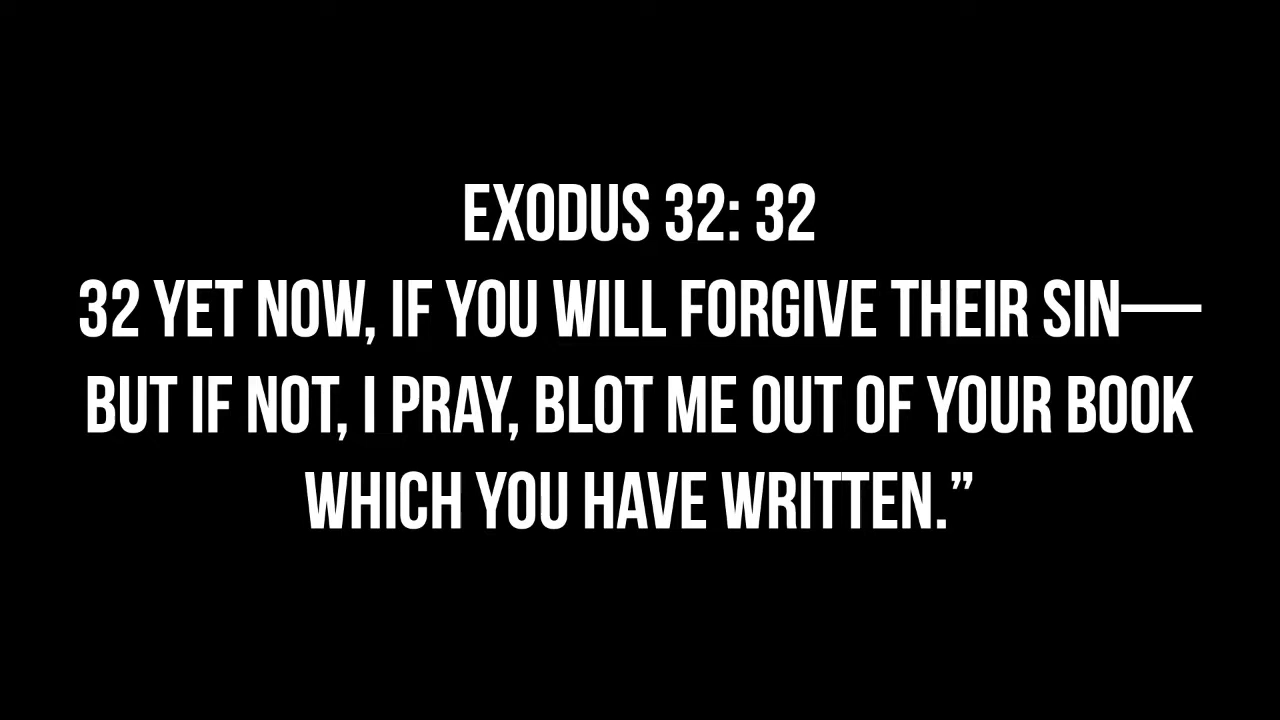 EXODUS 32: 32
32 YET NOW, IF YOU WILL FORGIVE THEIR SIN—
BUT IF NOT, I PRAY, BLOT ME OUT OF YOUR BOOK
WHICH YOU HAVE WRITTEN.”